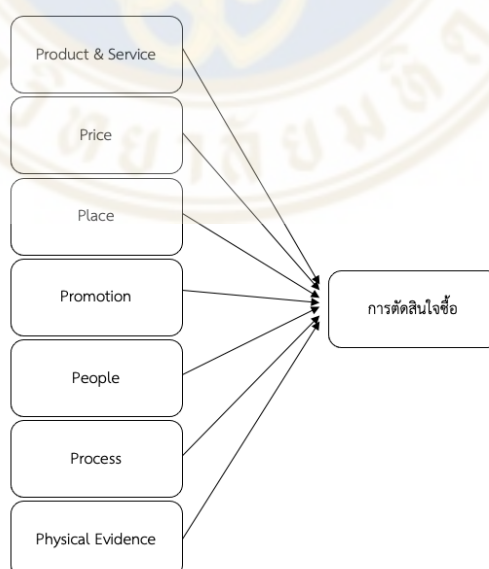 Product & Service
Price
Place
Promotion
People
Process
Physical Evidence
การตัดสินใจซื้อ